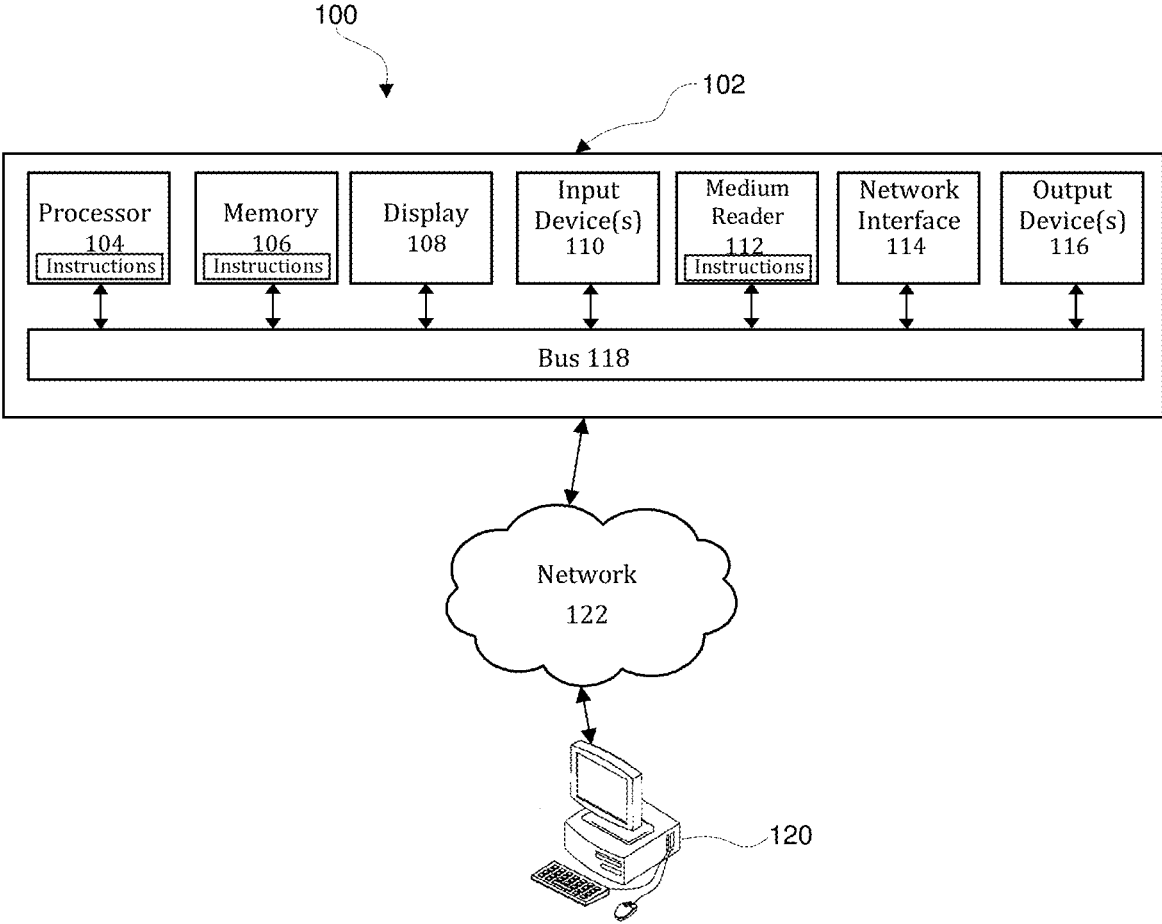 100
102
Processor
104
Instructions
Memory
106
Instructions
Display
108
Input
Device(s)
110
Medium
Reader
112
Instructions
Network
Interface
114
Output
Device(s)
116
Bus 118
Network
122
120